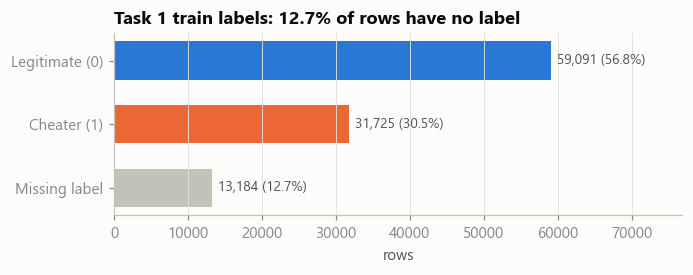 Task 1 train labels: 12.7% of rows have no label
Legitimate (0)
59,091 (56.8%)
Cheater (1)
31,725 (30.5%)
Missing label
13,184 (12.7%)
0 10000 20000 30000 40000 50000 60000 70000
rows